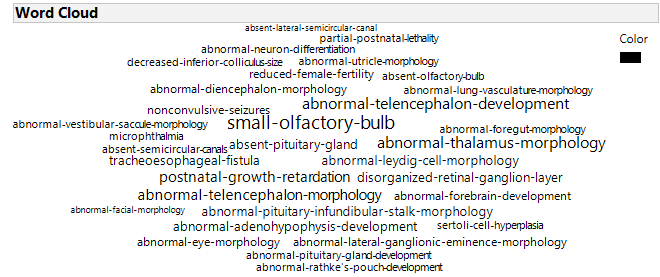 Word Cloud
absent-lateral-semicircular-canal
partial-postnatal-lethality
Color
abnormal-neuron-differentiation
decreased-inferior-colliculus-size
abnormal-utricle-morphology
reduced-female-fertility
absent-olfactory-bulb
abnormal-diencephalon-morphology
abnormal-lung-vasculature-morphology
nonconvulsive-seizures
abnormal-telencephalon-development
abnormal-vestibular-saccule-morphology
small-olfactory-bulb
abnormal-foregut-morphology
microphthalmia
absent-semicircular-canals
absent-pituitary-gland
abnormal-thalamus-morphology
tracheoesophageal-fistula
abnormal-leydig-cell-morphology
postnatal-growth-retardation
disorganized-retinal-ganglion-layer
abnormal-telencephalon-morphology
abnormal-forebrain-development
abnormal-facial-morphology
abnormal-pituitary-infundibular-stalk-morphology
abnormal-adenohypophysis-development
sertoli-cell-hyperplasia
abnormal-eye-morphology
abnormal-lateral-ganglionic-eminence-morphology
abnormal-pituitary-gland-development
abnormal-rathke's-pouch-development